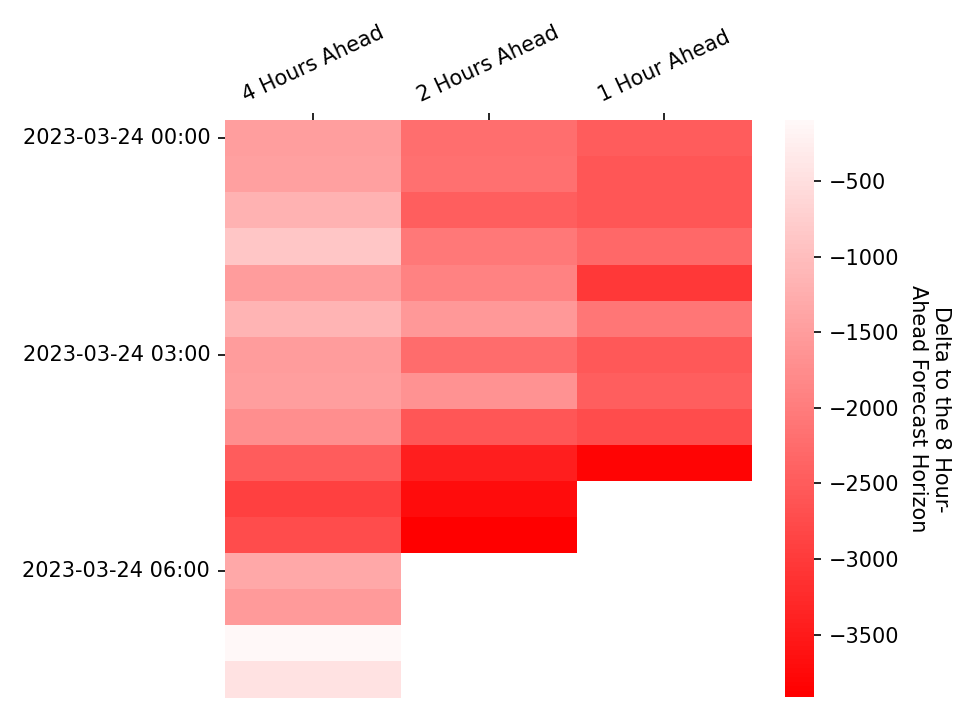 4 Hours Ahead
2 Hours Ahead
1 Hour Ahead
2023-03-24 00:00
2023-03-24 03:00
2023-03-24 06:00
−500
−1000
−1500
−2000
−2500
−3000
−3500
Delta to the 8 Hour-
Ahead Forecast Horizon